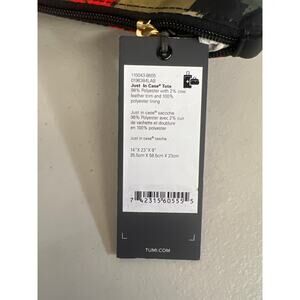 110043-8655
0196384LAB
Just In Case® Tote
98% Polyester with 2% cow
leather trim and 100%
polyester lining
Just in case® sacoche
98% Polyester avec 2% cuir
de vachette et doublure
en 100% polyester
Just in case® tasche
14"X 23"X 9"
35.5cm X 58.5cm X 23cm
7 42315 60555 5
TUMI.COM